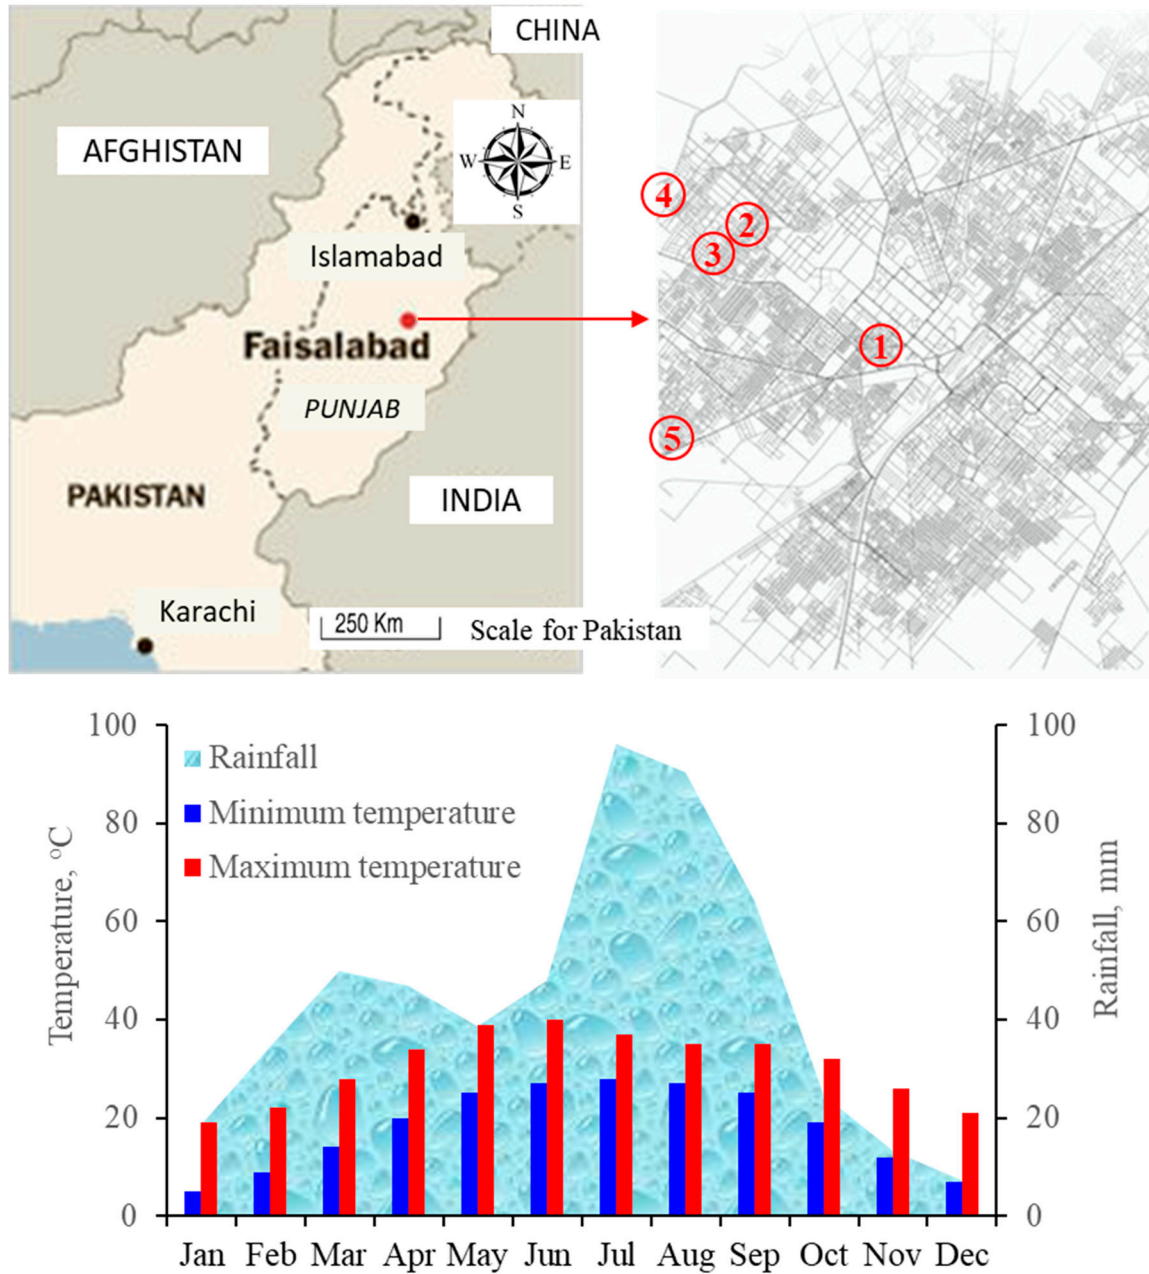 CHINA
AFGHISTAN
N
W E
S
Islamabad
Faisalabad
PUNJAB
PAKISTAN
INDIA
Karachi
250 Km
Scale for Pakistan
4
2
3
1
5
100 100
Rainfall
Minimum temperature
Maximum temperature
80 80
60 60
40 40
20 20
0 0
Temperature, °C
Rainfall, mm
Jan Feb Mar Apr May Jun Jul Aug Sep Oct Nov Dec